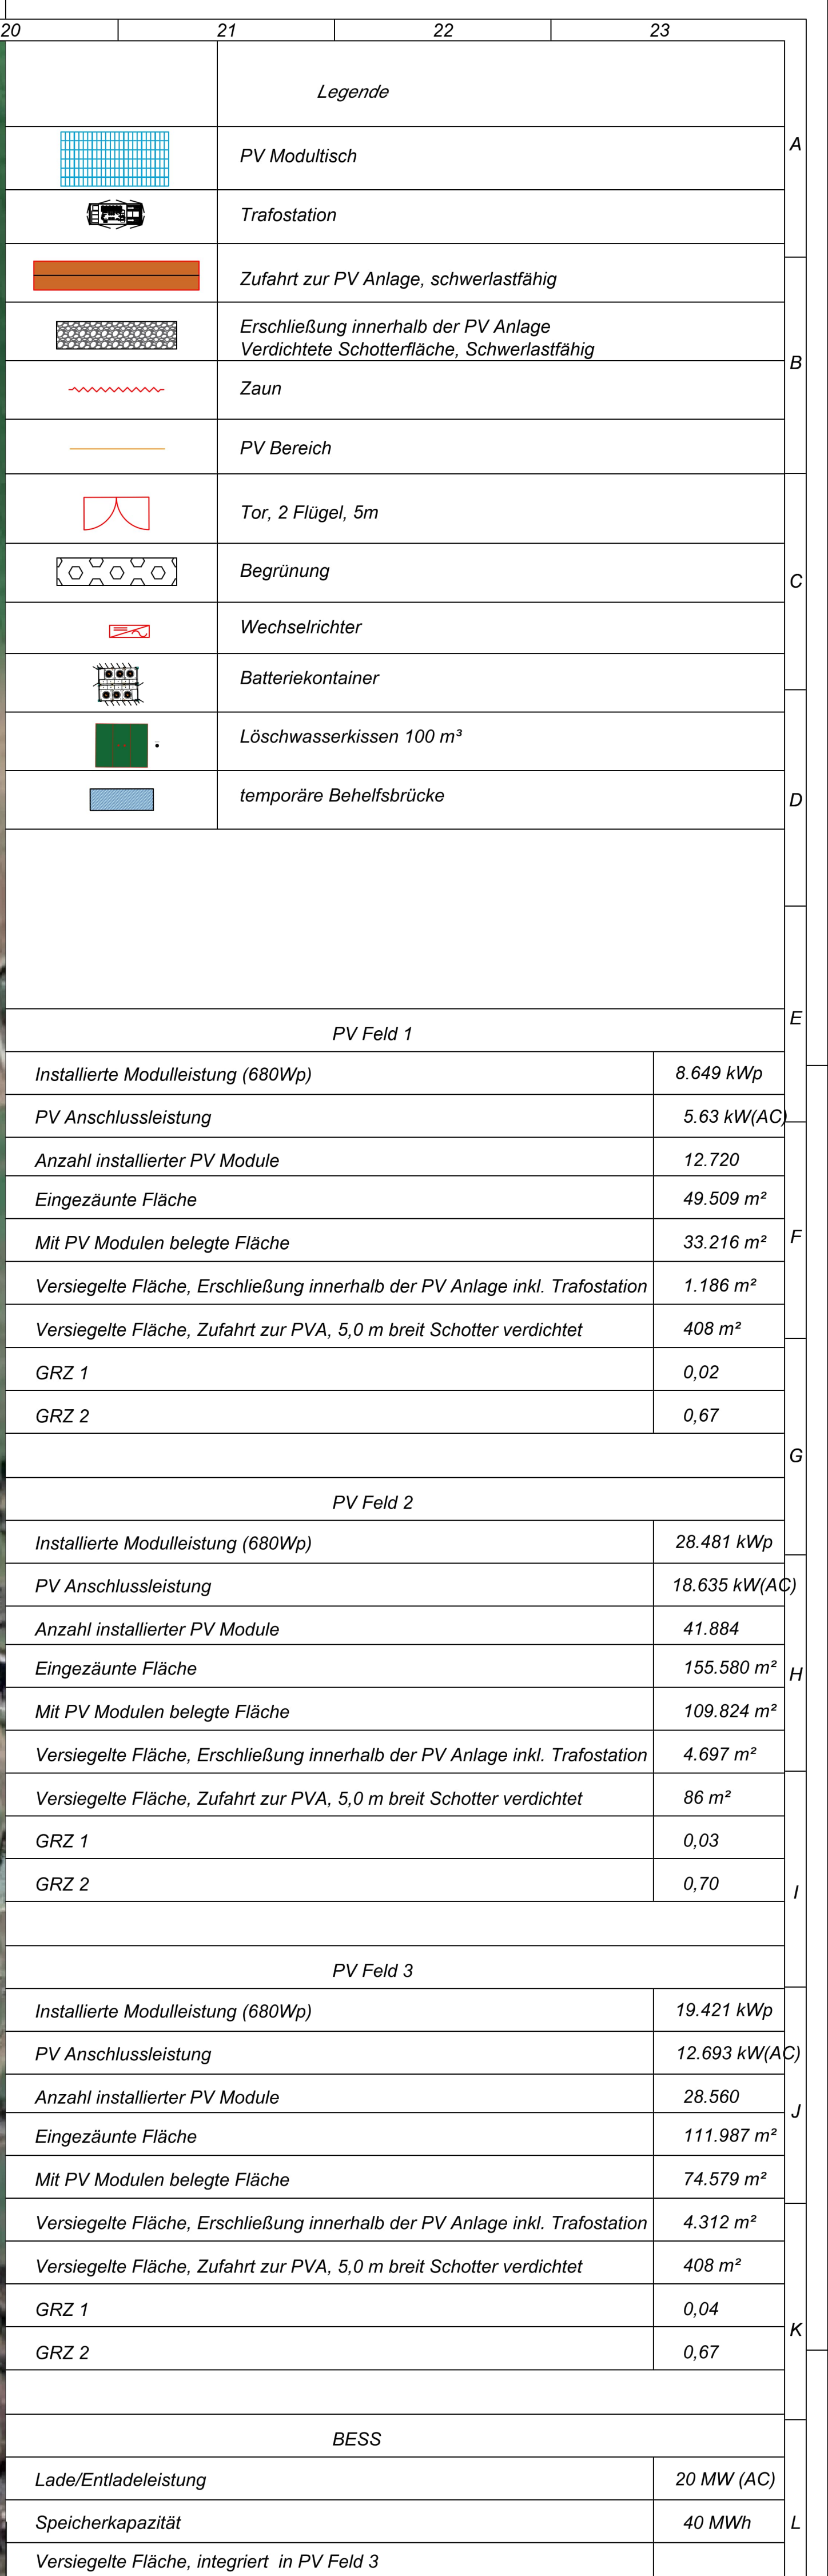 20 21 22 23
Legende
A
PV Modultisch
Trafostation
Zufahrt zur PV Anlage, schwerlastfähig
Erschließung innerhalb der PV Anlage
Verdichtete Schotterfläche, Schwerlastfähig
B
Zaun
PV Bereich
Tor, 2 Flügel, 5m
Begrünung
C
Wechselrichter
Batteriekontainer
Löschwasserkissen 100 m³
temporäre Behelfsbrücke
D
E
PV Feld 1
Installierte Modulleistung (680Wp) 8.649 kWp
PV Anschlussleistung 5.63 kW(AC)
Anzahl installierter PV Module 12.720
Eingezäunte Fläche 49.509 m²
F
Mit PV Modulen belegte Fläche 33.216 m²
Versiegelte Fläche, Erschließung innerhalb der PV Anlage inkl. Trafostation 1.186 m²
Versiegelte Fläche, Zufahrt zur PVA, 5,0 m breit Schotter verdichtet 408 m²
GRZ 1 0,02
GRZ 2 0,67
G
PV Feld 2
Installierte Modulleistung (680Wp) 28.481 kWp
PV Anschlussleistung 18.635 kW(AC)
Anzahl installierter PV Module 41.884
Eingezäunte Fläche 155.580 m²
H
Mit PV Modulen belegte Fläche 109.824 m²
Versiegelte Fläche, Erschließung innerhalb der PV Anlage inkl. Trafostation 4.697 m²
Versiegelte Fläche, Zufahrt zur PVA, 5,0 m breit Schotter verdichtet 86 m²
GRZ 1 0,03
GRZ 2 0,70
I
PV Feld 3
Installierte Modulleistung (680Wp) 19.421 kWp
PV Anschlussleistung 12.693 kW(AC)
Anzahl installierter PV Module 28.560
J
Eingezäunte Fläche 111.987 m²
Mit PV Modulen belegte Fläche 74.579 m²
Versiegelte Fläche, Erschließung innerhalb der PV Anlage inkl. Trafostation 4.312 m²
Versiegelte Fläche, Zufahrt zur PVA, 5,0 m breit Schotter verdichtet 408 m²
GRZ 1 0,04
K
GRZ 2 0,67
BESS
Lade/Entladeleistung 20 MW (AC)
Speicherkapazität 40 MWh
L
Versiegelte Fläche, integriert in PV Feld 3